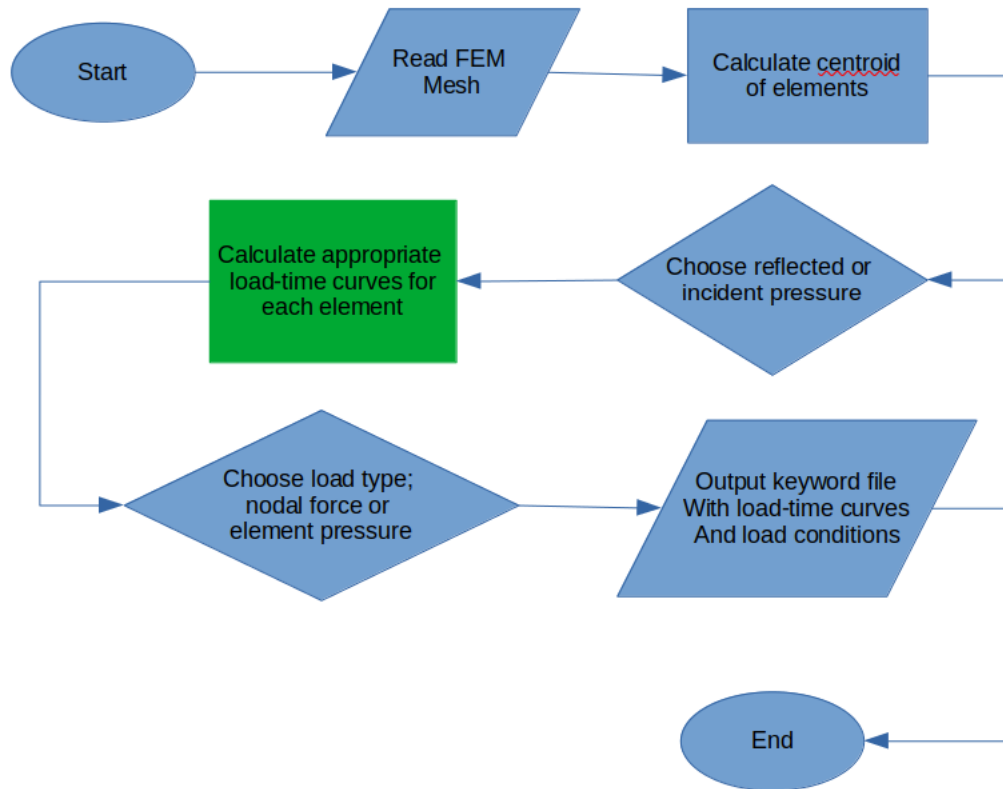 Start
Read FEM
Mesh
Calculate centroid
of elements
Choose reflected or
incident pressure
Calculate appropriate
load-time curves for
each element
Choose load type;
nodal force or
element pressure
Output keyword file
With load-time curves
And load conditions
End